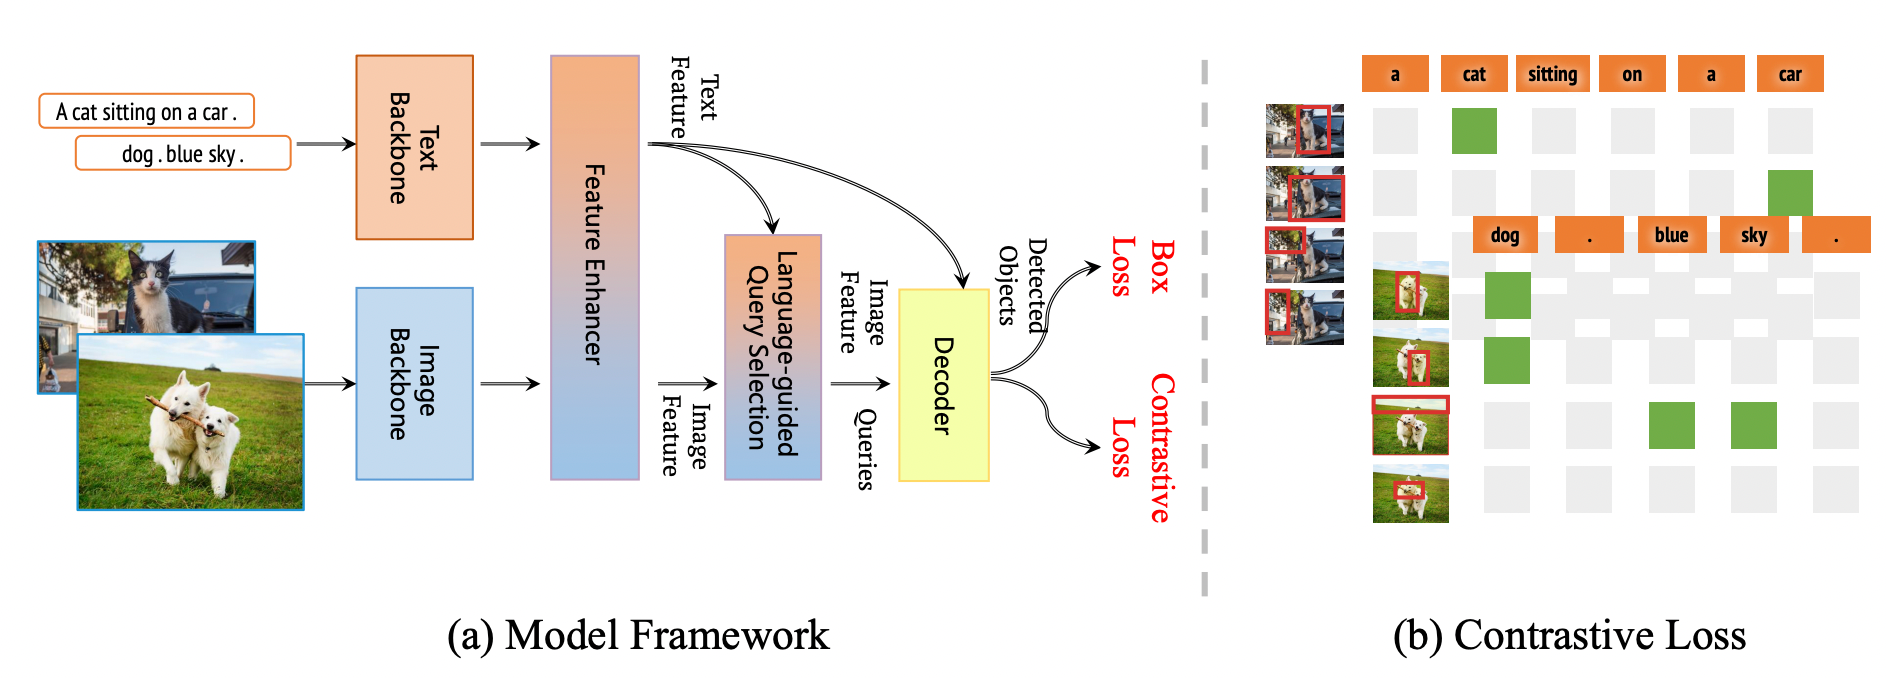 A cat sitting on a car .
dog . blue sky .
Text
Backbone
Image
Backbone
Feature Enhancer
Text
Feature
Image
Feature
Language-guided
Query Selection
Image
Feature
Queries
Decoder
Detected
Objects
Box
Loss
Contrastive
Loss
(a) Model Framework
a cat sitting on a car
dog . blue sky .
(b) Contrastive Loss